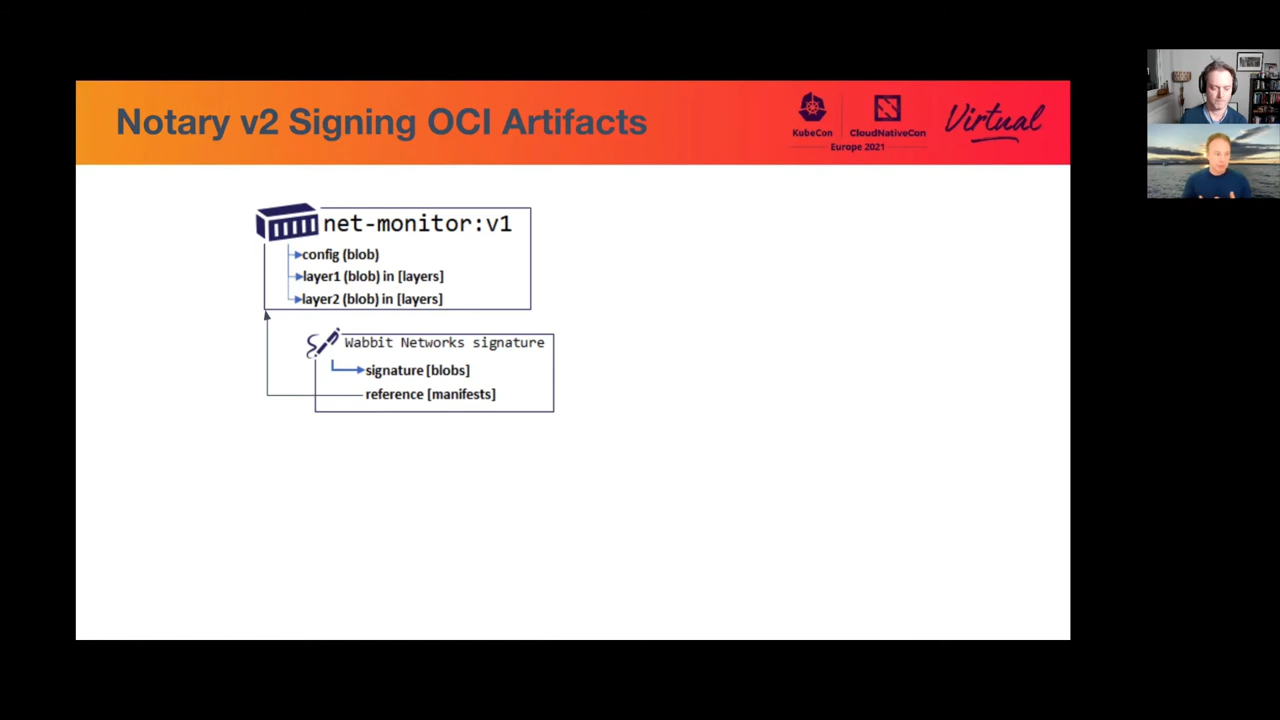 Notary v2 Signing OCI Artifacts
KubeCon
CloudNativeCon
Europe 2021
Virtual
net-monitor:v1
config (blob)
layer1 (blob) in [layers]
layer2 (blob) in [layers]
Wabbit Networks signature
signature [blobs]
reference [manifests]